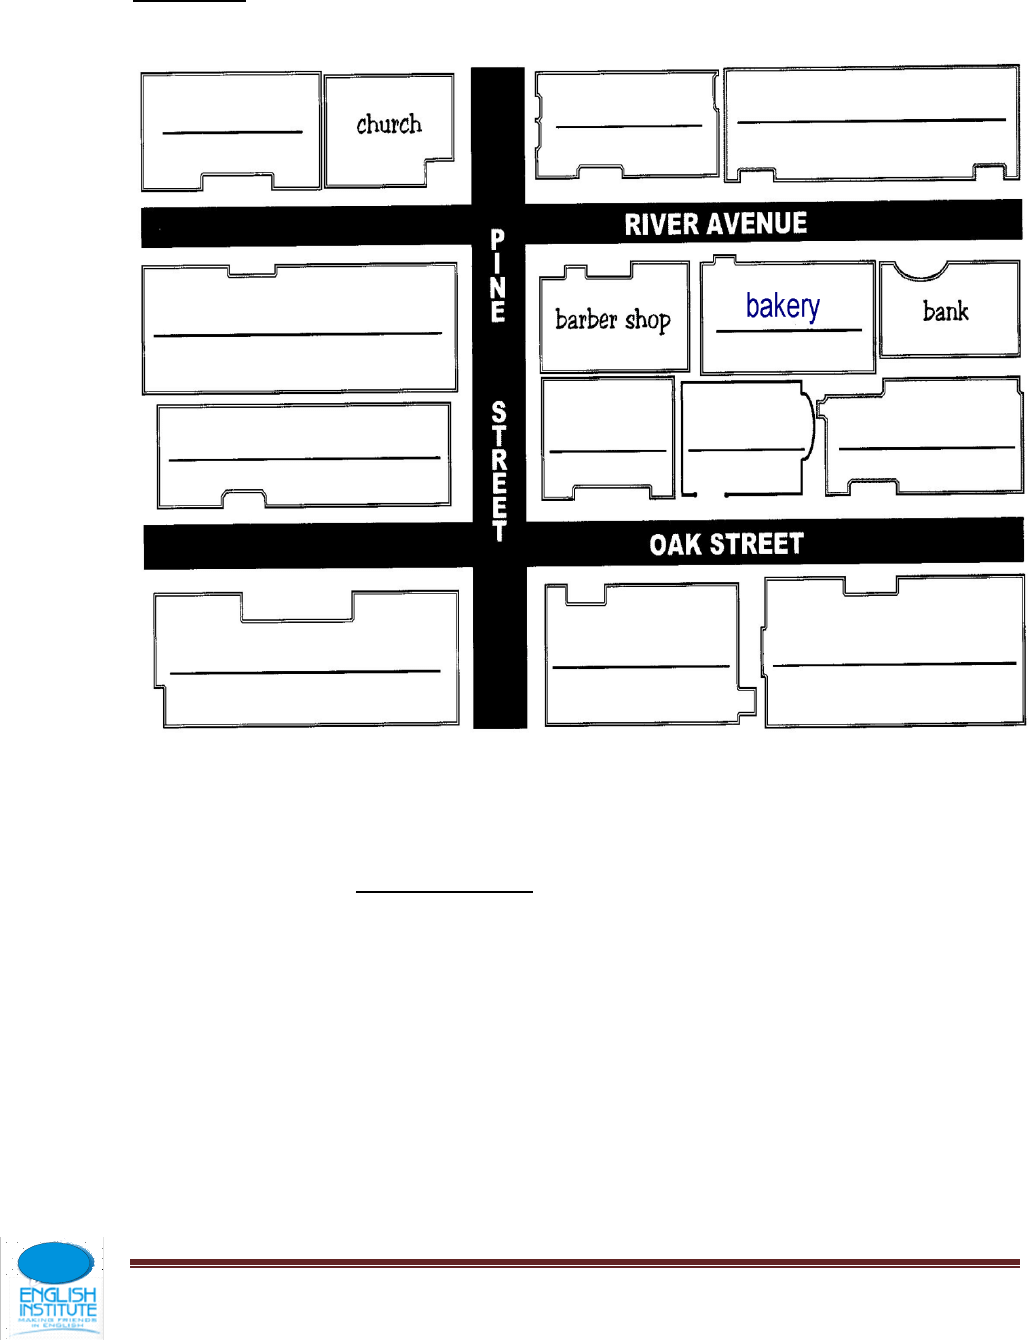 church
RIVER AVENUE
PINE STREET
barber shop
bakery
bank
OAK STREET
ENGLISH
INSTITUTE
MAKING FRIENDS
IN ENGLISH